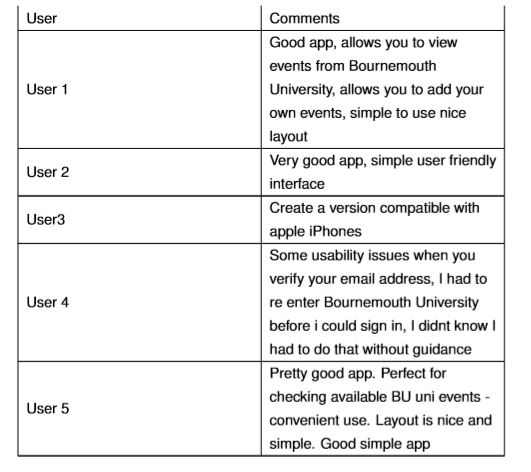 User Comments
User 1
Good app, allows you to view
events from Bournemouth
University, allows you to add your
own events, simple to use nice
layout
User 2
Very good app, simple user friendly
interface
User3
Create a version compatible with
apple iPhones
User 4
Some usability issues when you
verify your email address, I had to
re enter Bournemouth University
before i could sign in, I didnt know I
had to do that without guidance
User 5
Pretty good app. Perfect for
checking available BU uni events -
convenient use. Layout is nice and
simple. Good simple app